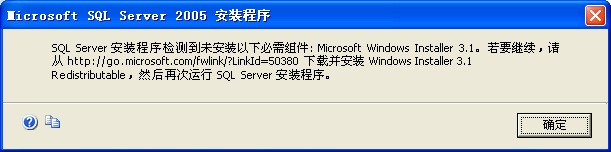 Microsoft SQL Server 2005 安装程序
SQL Server 安装程序检测到未安装以下必需组件: Microsoft Windows Installer 3.1。若要继续，请
从 http://go.microsoft.com/fwlink/?LinkId=50380 下载并安装 Windows Installer 3.1
Redistributable，然后再次运行 SQL Server 安装程序。
确定